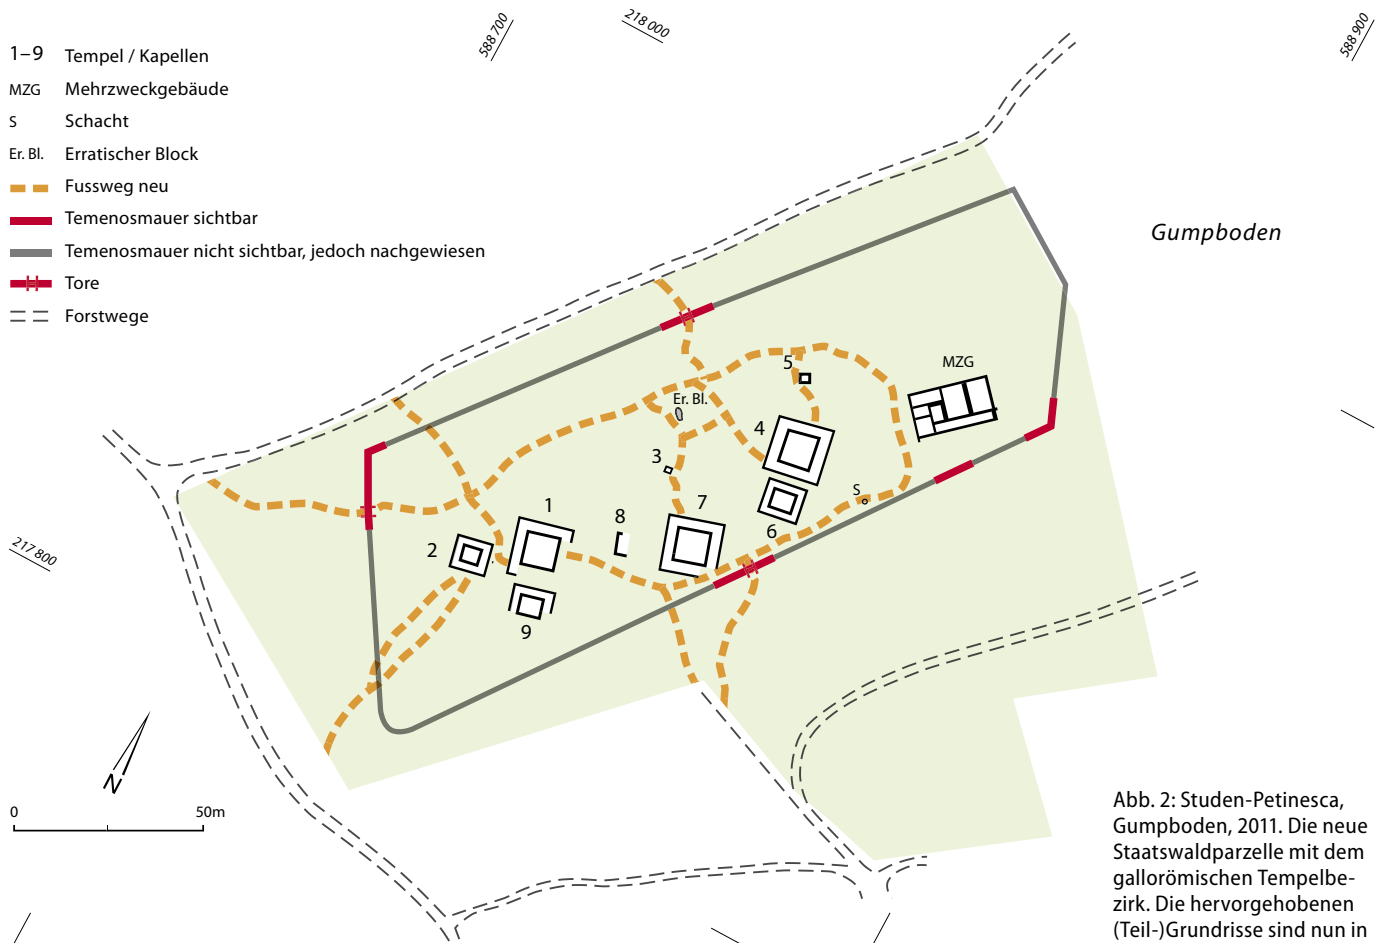 588 700
218 000
588 900
1–9 Tempel / Kapellen
MZG Mehrzweckgebäude
S Schacht
Er. Bl. Erratischer Block
Fussweg neu
Temenosmauer sichtbar
Temenosmauer nicht sichtbar, jedoch nachgewiesen
Tore
Forstwege
Gumpboden
MZG
5
Er. Bl.
4
3
S
1
8
7
6
2
9
217 800
N
0 50m
Abb. 2: Studen-Petinesca,
Gumpboden, 2011. Die neue
Staatswaldparzelle mit dem
gallorömischen Tempelbe-
zirk. Die hervorgehobenen
(Teil-)Grundrisse sind nun in